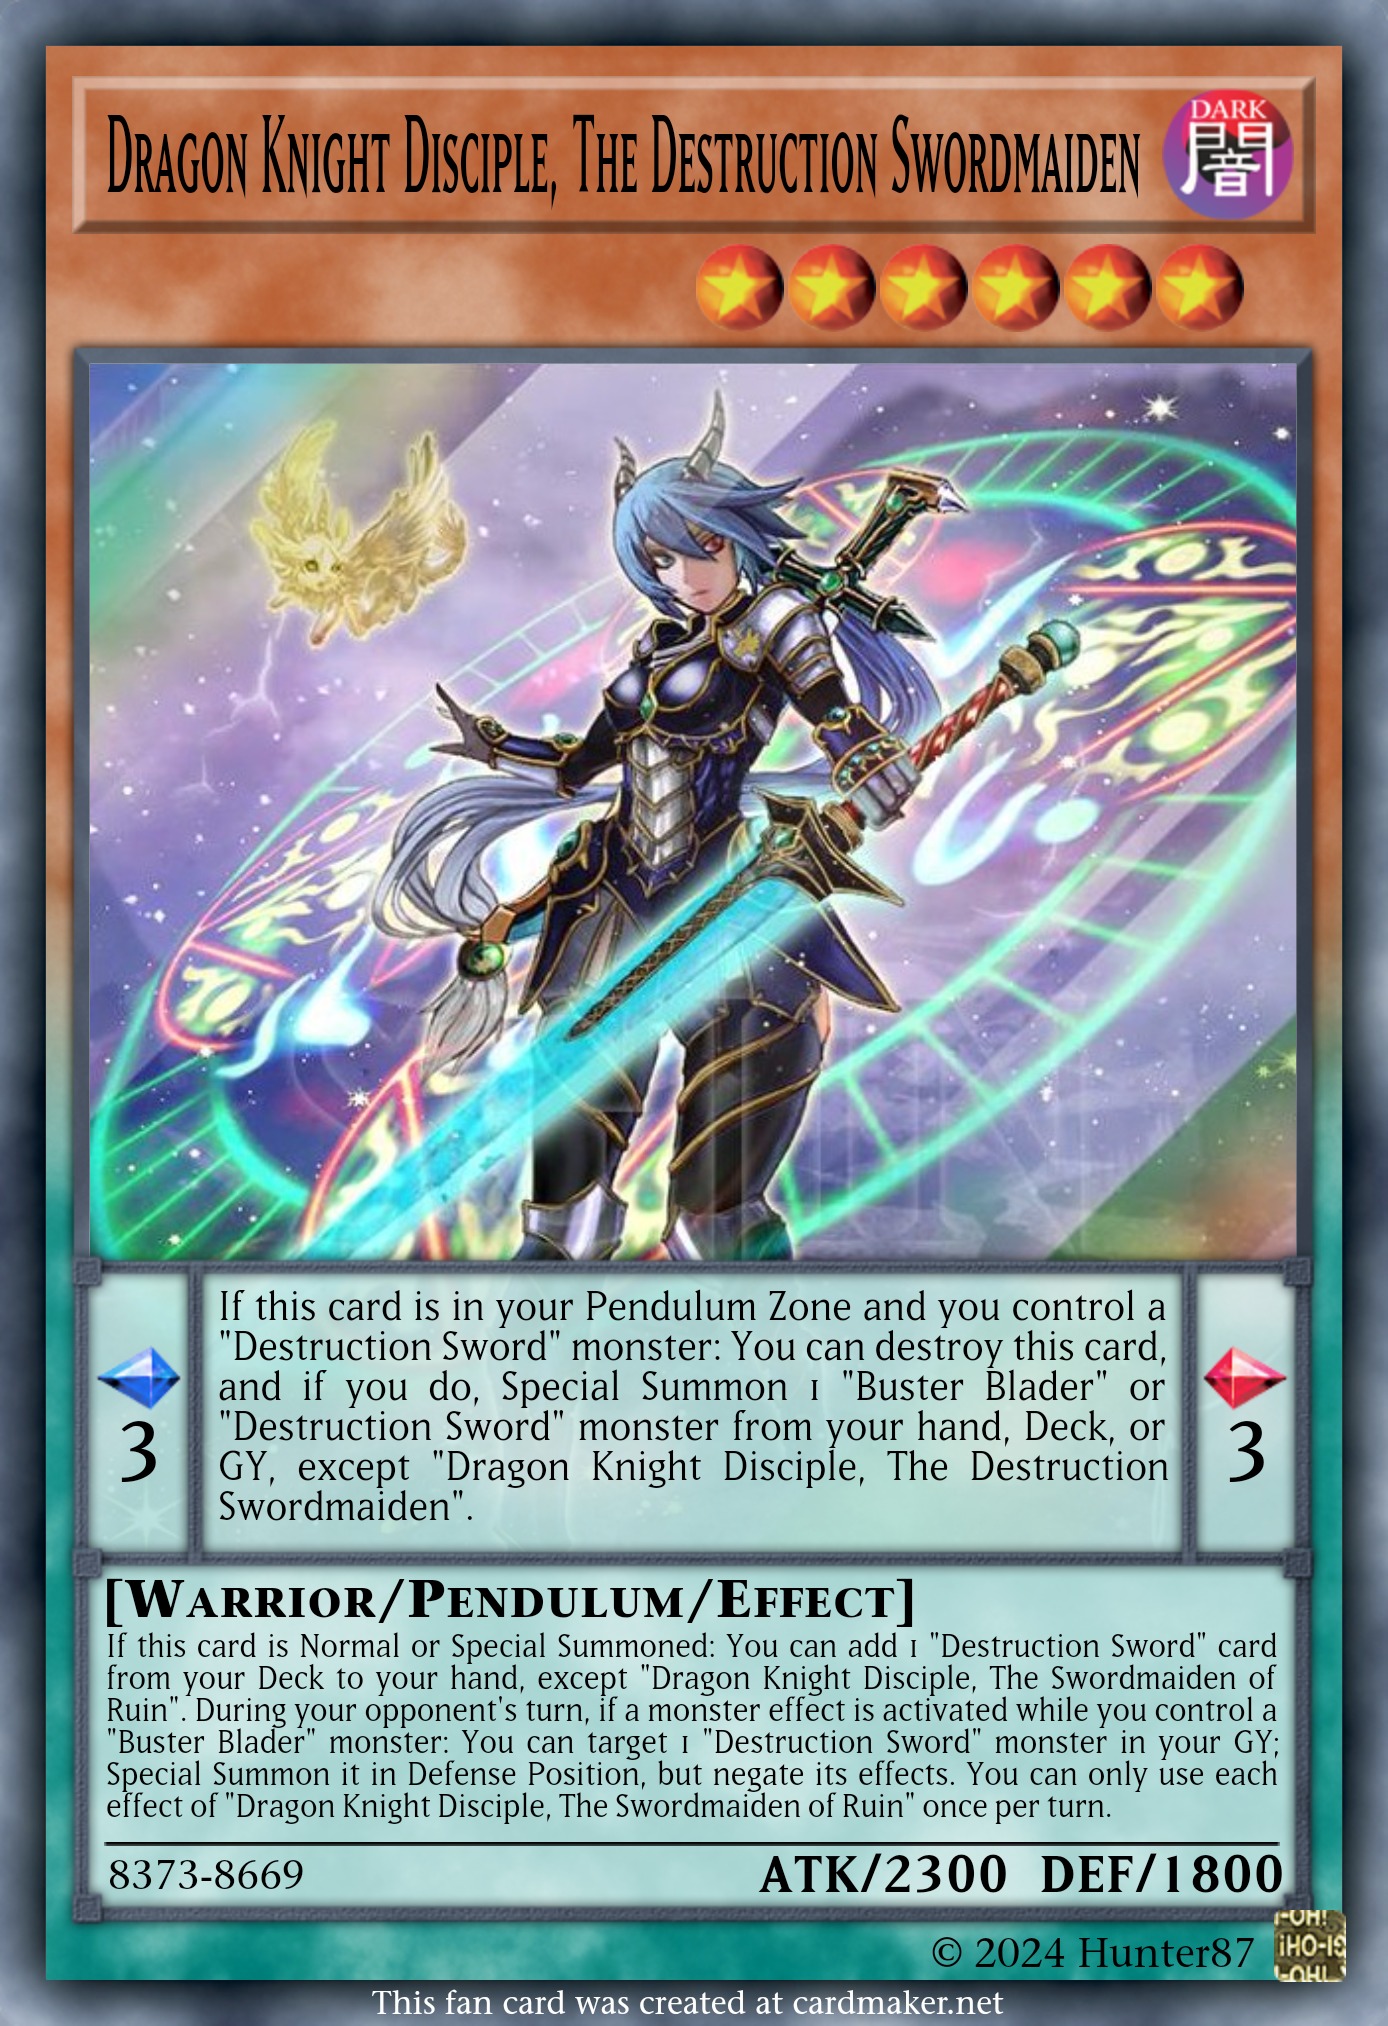 Dragon Knight Disciple, The Destruction Swordmaiden
DARK
闇
If this card is in your Pendulum Zone and you control a
"Destruction Sword" monster: You can destroy this card,
and if you do, Special Summon 1 "Buster Blader" or
"Destruction Sword" monster from your hand, Deck, or
GY, except "Dragon Knight Disciple, The Destruction
Swordmaiden".
3
3
[Warrior/Pendulum/Effect]
If this card is Normal or Special Summoned: You can add 1 "Destruction Sword" card
from your Deck to your hand, except "Dragon Knight Disciple, The Swordmaiden of
Ruin". During your opponent's turn, if a monster effect is activated while you control a
"Buster Blader" monster: You can target 1 "Destruction Sword" monster in your GY;
Special Summon it in Defense Position, but negate its effects. You can only use each
effect of "Dragon Knight Disciple, The Swordmaiden of Ruin" once per turn.
8373-8669
ATK/2300 DEF/1800
© 2024 Hunter87
This fan card was created at cardmaker.net